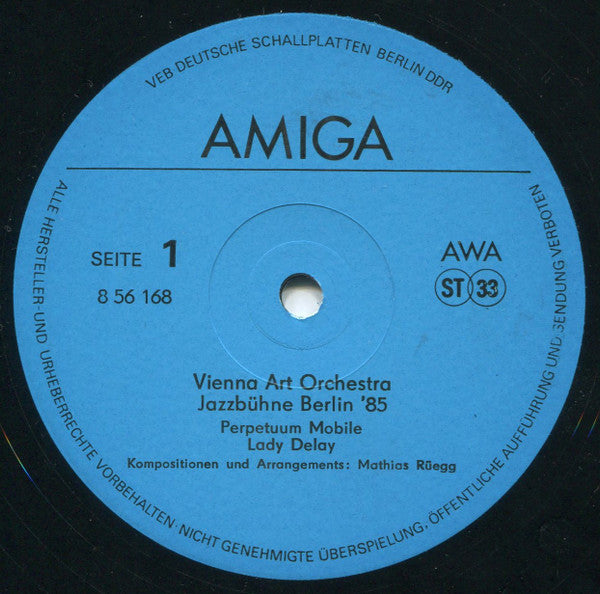 VEB DEUTSCHE SCHALLPLATTEN BERLIN DDR
AMIGA
SEITE 1
8 56 168
AWA
ST 33
Vienna Art Orchestra
Jazzbühne Berlin '85
Perpetuum Mobile
Lady Delay
Kompositionen und Arrangements: Mathias Rüegg
ALLE HERSTELLER-UND URHEBERRECHTE VORBEHALTEN·NICHT GENEHMIGTE ÜBERSPIELUNG, ÖFFENTLICHE AUFFÜHRUNG UND SENDUNG VERBOTEN